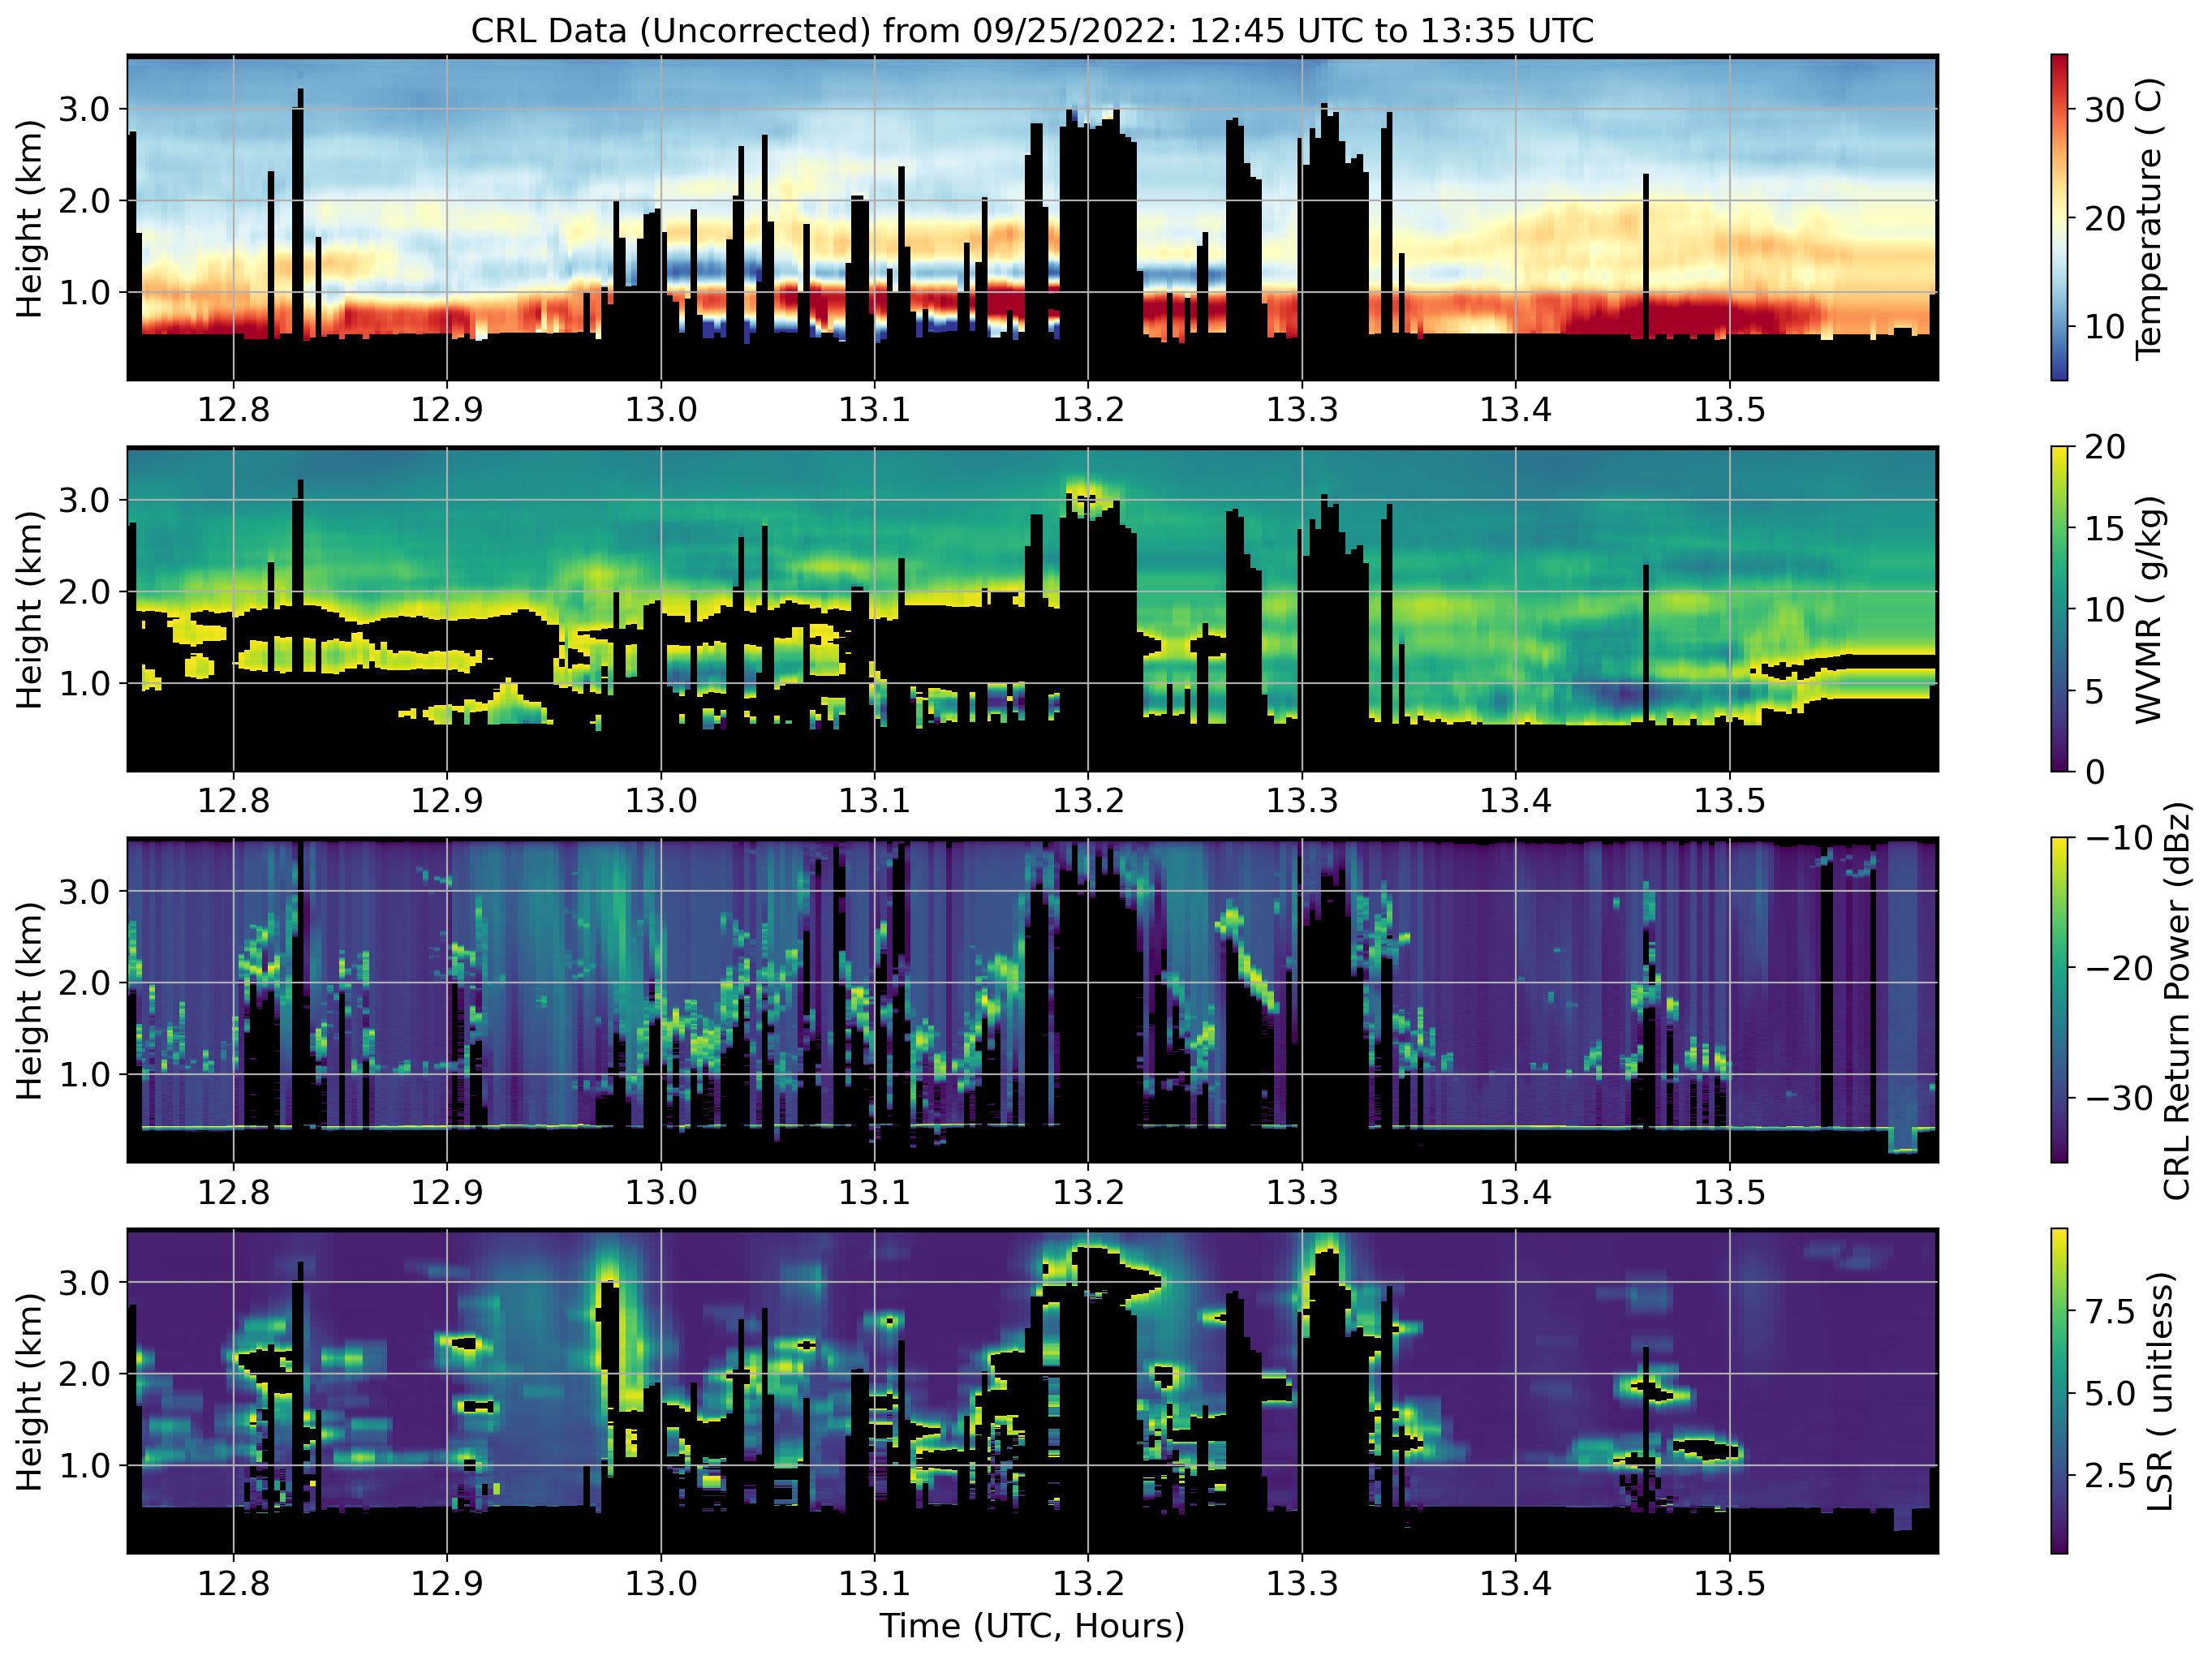 CRL Data (Uncorrected) from 09/25/2022: 12:45 UTC to 13:35 UTC
Height (km)
3.0
2.0
1.0
12.8 12.9 13.0 13.1 13.2 13.3 13.4 13.5
30
20
10
Temperature ( C)
Height (km)
3.0
2.0
1.0
12.8 12.9 13.0 13.1 13.2 13.3 13.4 13.5
20
15
10
5
0
WVMR ( g/kg)
Height (km)
3.0
2.0
1.0
12.8 12.9 13.0 13.1 13.2 13.3 13.4 13.5
−10
−20
−30
CRL Return Power (dBz)
Height (km)
3.0
2.0
1.0
12.8 12.9 13.0 13.1 13.2 13.3 13.4 13.5
7.5
5.0
2.5
LSR ( unitless)
Time (UTC, Hours)